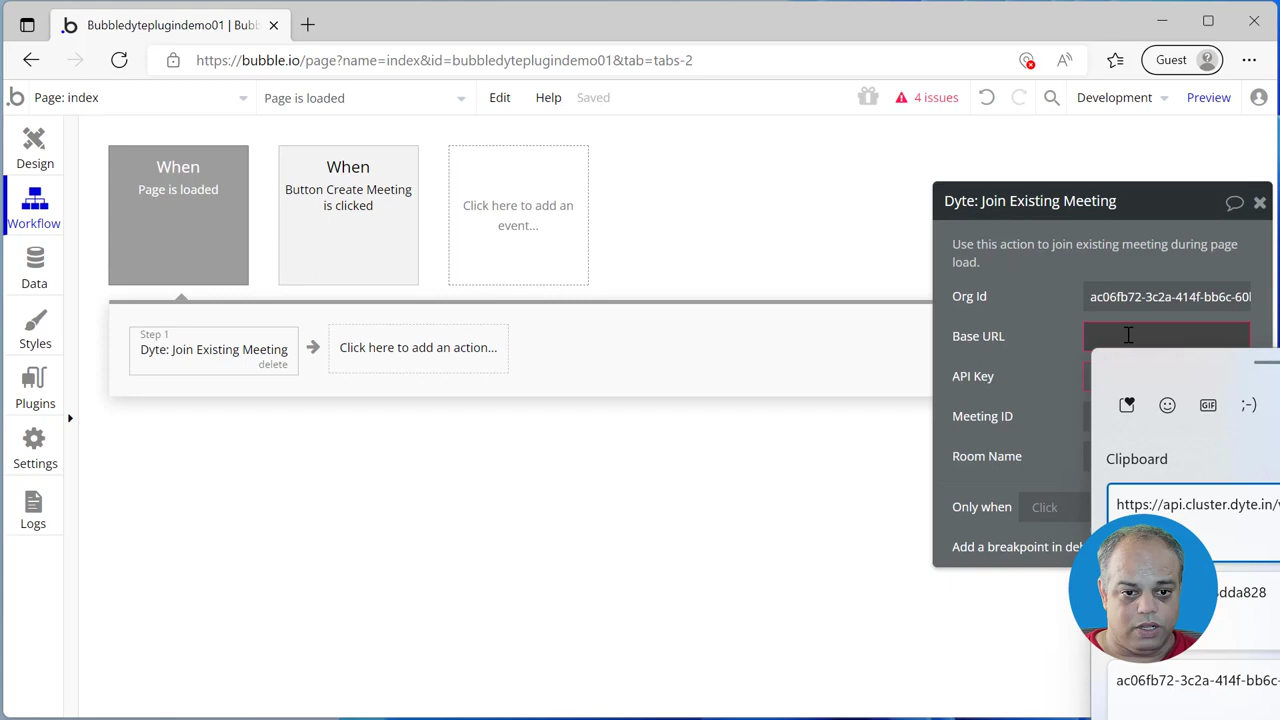 Bubbledyteplugindemo01 | Bubb
https://bubble.io/page?name=index&id=bubbledyteplugindemo01&tab=tabs-2
Guest
Page: index
Page is loaded
Edit
Help
Saved
4 issues
Development
Preview
Design
Workflow
Data
Styles
Plugins
Settings
Logs
When
Page is loaded
When
Button Create Meeting
is clicked
Click here to add an
event...
Step 1
Dyte: Join Existing Meeting
delete
Click here to add an action...
Dyte: Join Existing Meeting
Use this action to join existing meeting during page
load.
Org Id
ac06fb72-3c2a-414f-bb6c-60
Base URL
API Key
Meeting ID
Room Name
Only when
Click
Add a breakpoint in de
GIF
;-)
Clipboard
https://api.cluster.dyte.in/
dda828
ac06fb72-3c2a-414f-bb6c-